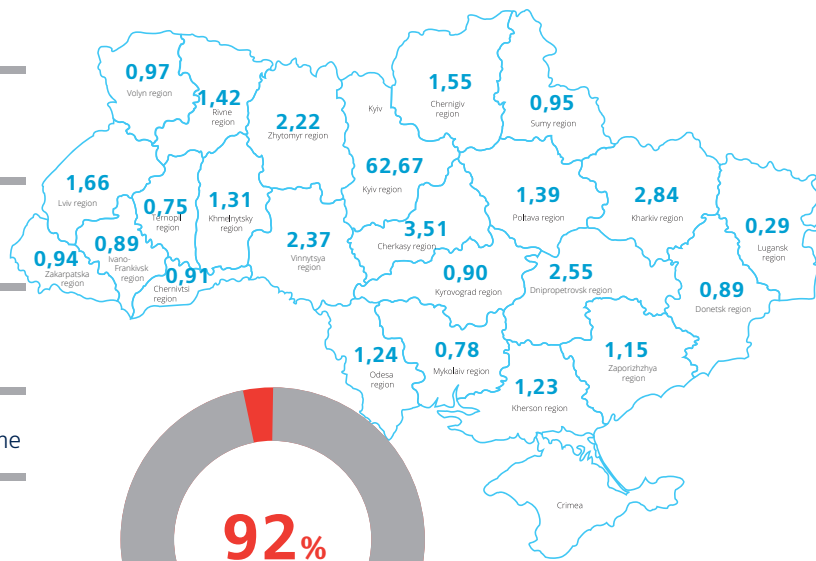 0,97
Volyn region
1,42
Rivne
region
2,22
Zhytomyr region
Kyiv
1,55
Chernigiv
region
0,95
Sumy region
62,67
Kyiv region
1,66
Lviv region
0,75
Ternopil
region
1,31
Khmelnytsky
region
1,39
Poltava region
2,84
Kharkiv region
0,29
Lugansk
region
0,94
Zakarpatska
region
0,89
Ivano-
Frankivsk
region
0,91
Chernivtsi
region
2,37
Vinnytsya
region
3,51
Cherkasy region
0,90
Kyrovograd region
2,55
Dnipropetrovsk region
0,89
Donetsk region
1,24
Odesa
region
0,78
Mykolaiv region
1,23
Kherson region
1,15
Zaporizhzhya
region
ne
Crimea
92%